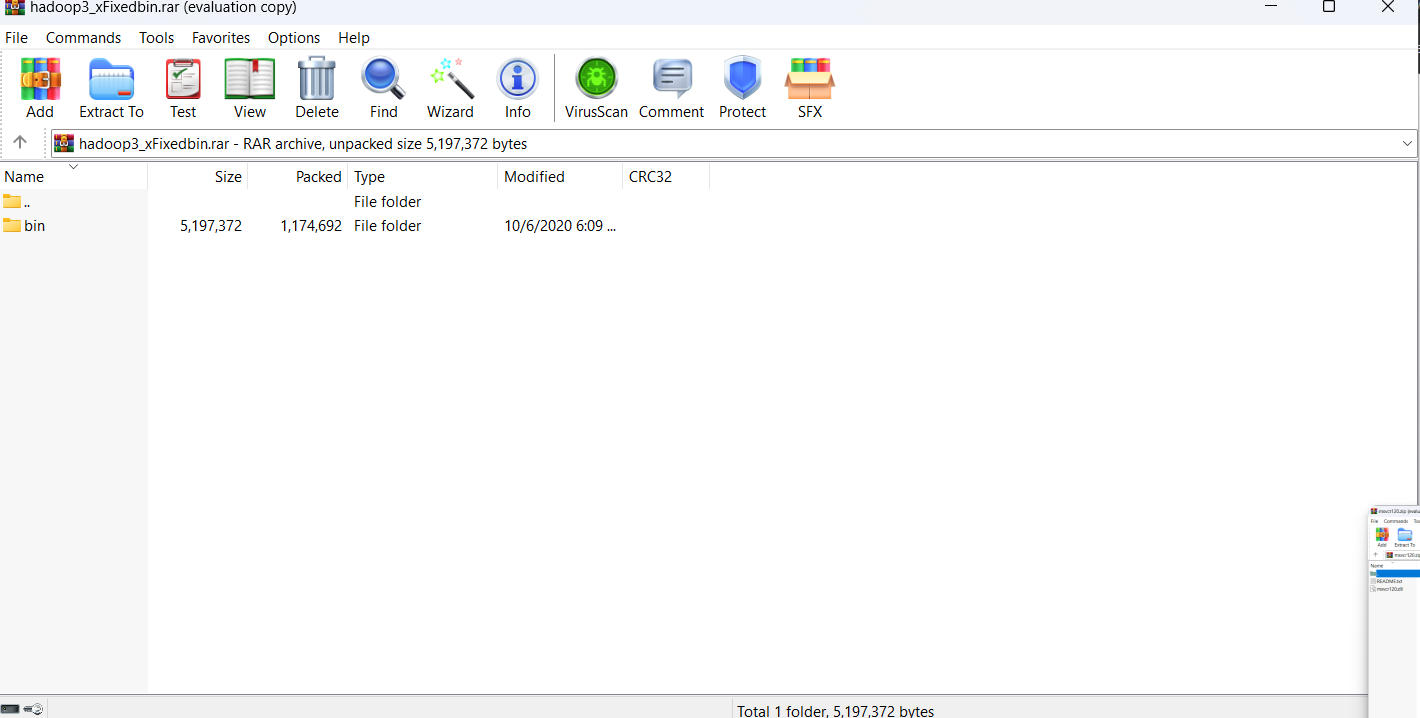 hadoop3_xFixedbin.rar (evaluation copy)
File Commands Tools Favorites Options Help
Add Extract To Test View Delete Find Wizard Info VirusScan Comment Protect SFX
hadoop3_xFixedbin.rar - RAR archive, unpacked size 5,197,372 bytes
Name Size Packed Type Modified CRC32
.. File folder
bin 5,197,372 1,174,692 File folder 10/6/2020 6:09 ...
msvcr120.zip (evalu
File Commands To
Add Extract To
msvcr120.zip
Name
README.txt
msvcr120.dll
Total 1 folder, 5,197,372 bytes